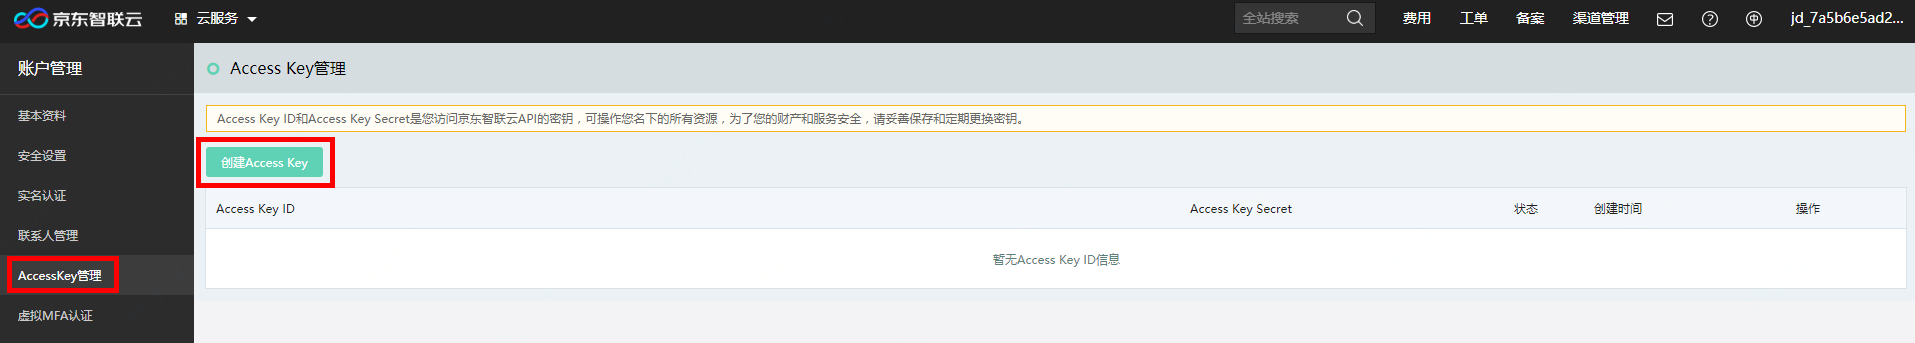 京东智联云 云服务 全站搜索 费用 工单 备案 渠道管理 jd_7a5b6e5ad2...
账户管理
基本资料
安全设置
实名认证
联系人管理
AccessKey管理
虚拟MFA认证
Access Key管理
Access Key ID和Access Key Secret是您访问京东智联云API的密钥，可操作您名下的所有资源，为了您的财产和服务安全，请妥善保存和定期更换密钥。
创建Access Key
Access Key ID Access Key Secret 状态 创建时间 操作
暂无Access Key ID信息